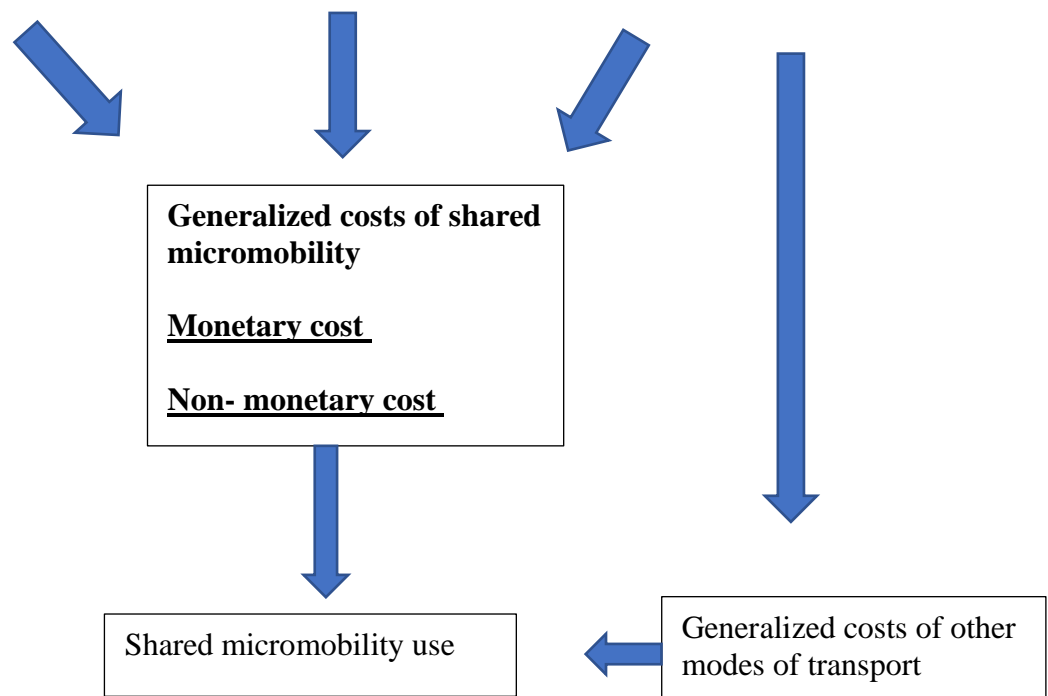 Generalized costs of shared
micromobility
Monetary cost
Non- monetary cost
Shared micromobility use
Generalized costs of other
modes of transport